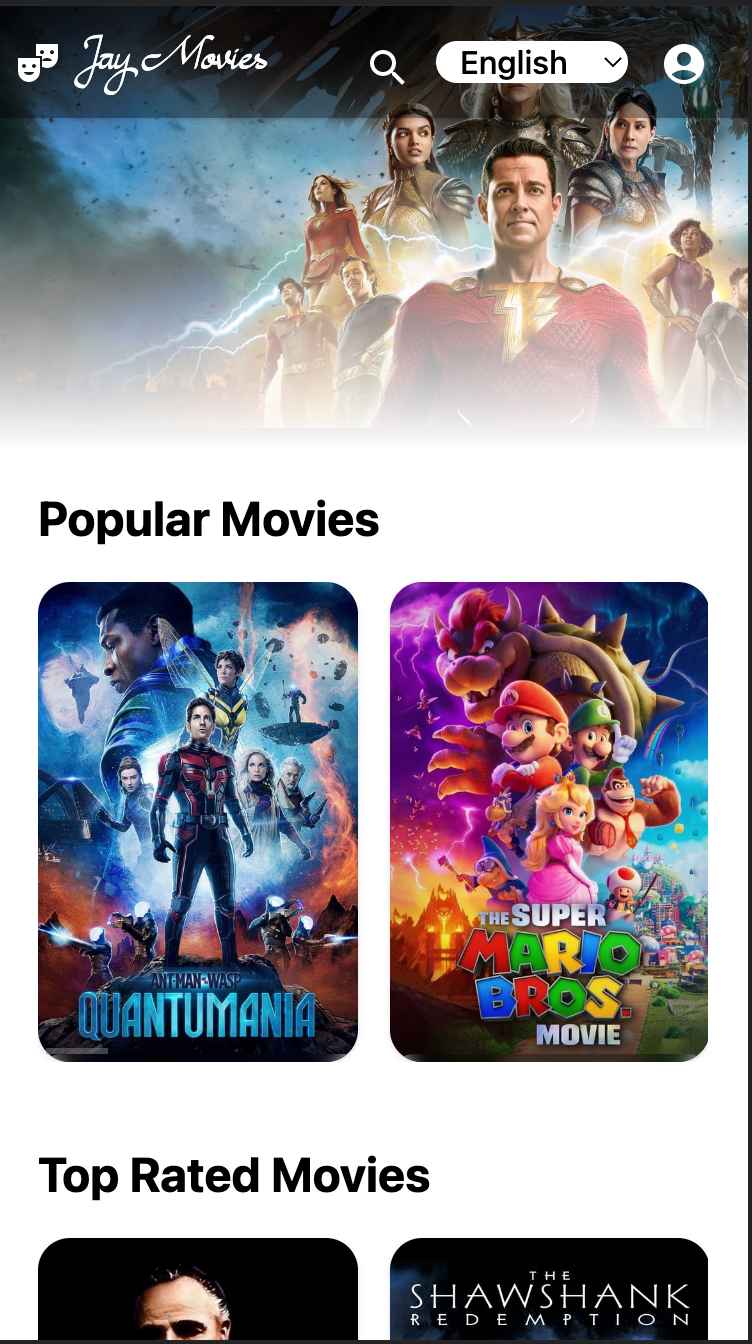 Jay Movies
English
Popular Movies
ANT-MAN AND THE WASP
QUANTUMANIA
THE SUPER
MARIO
BROS.
MOVIE
Top Rated Movies
THE
SHAWSHANK
REDEMPTION